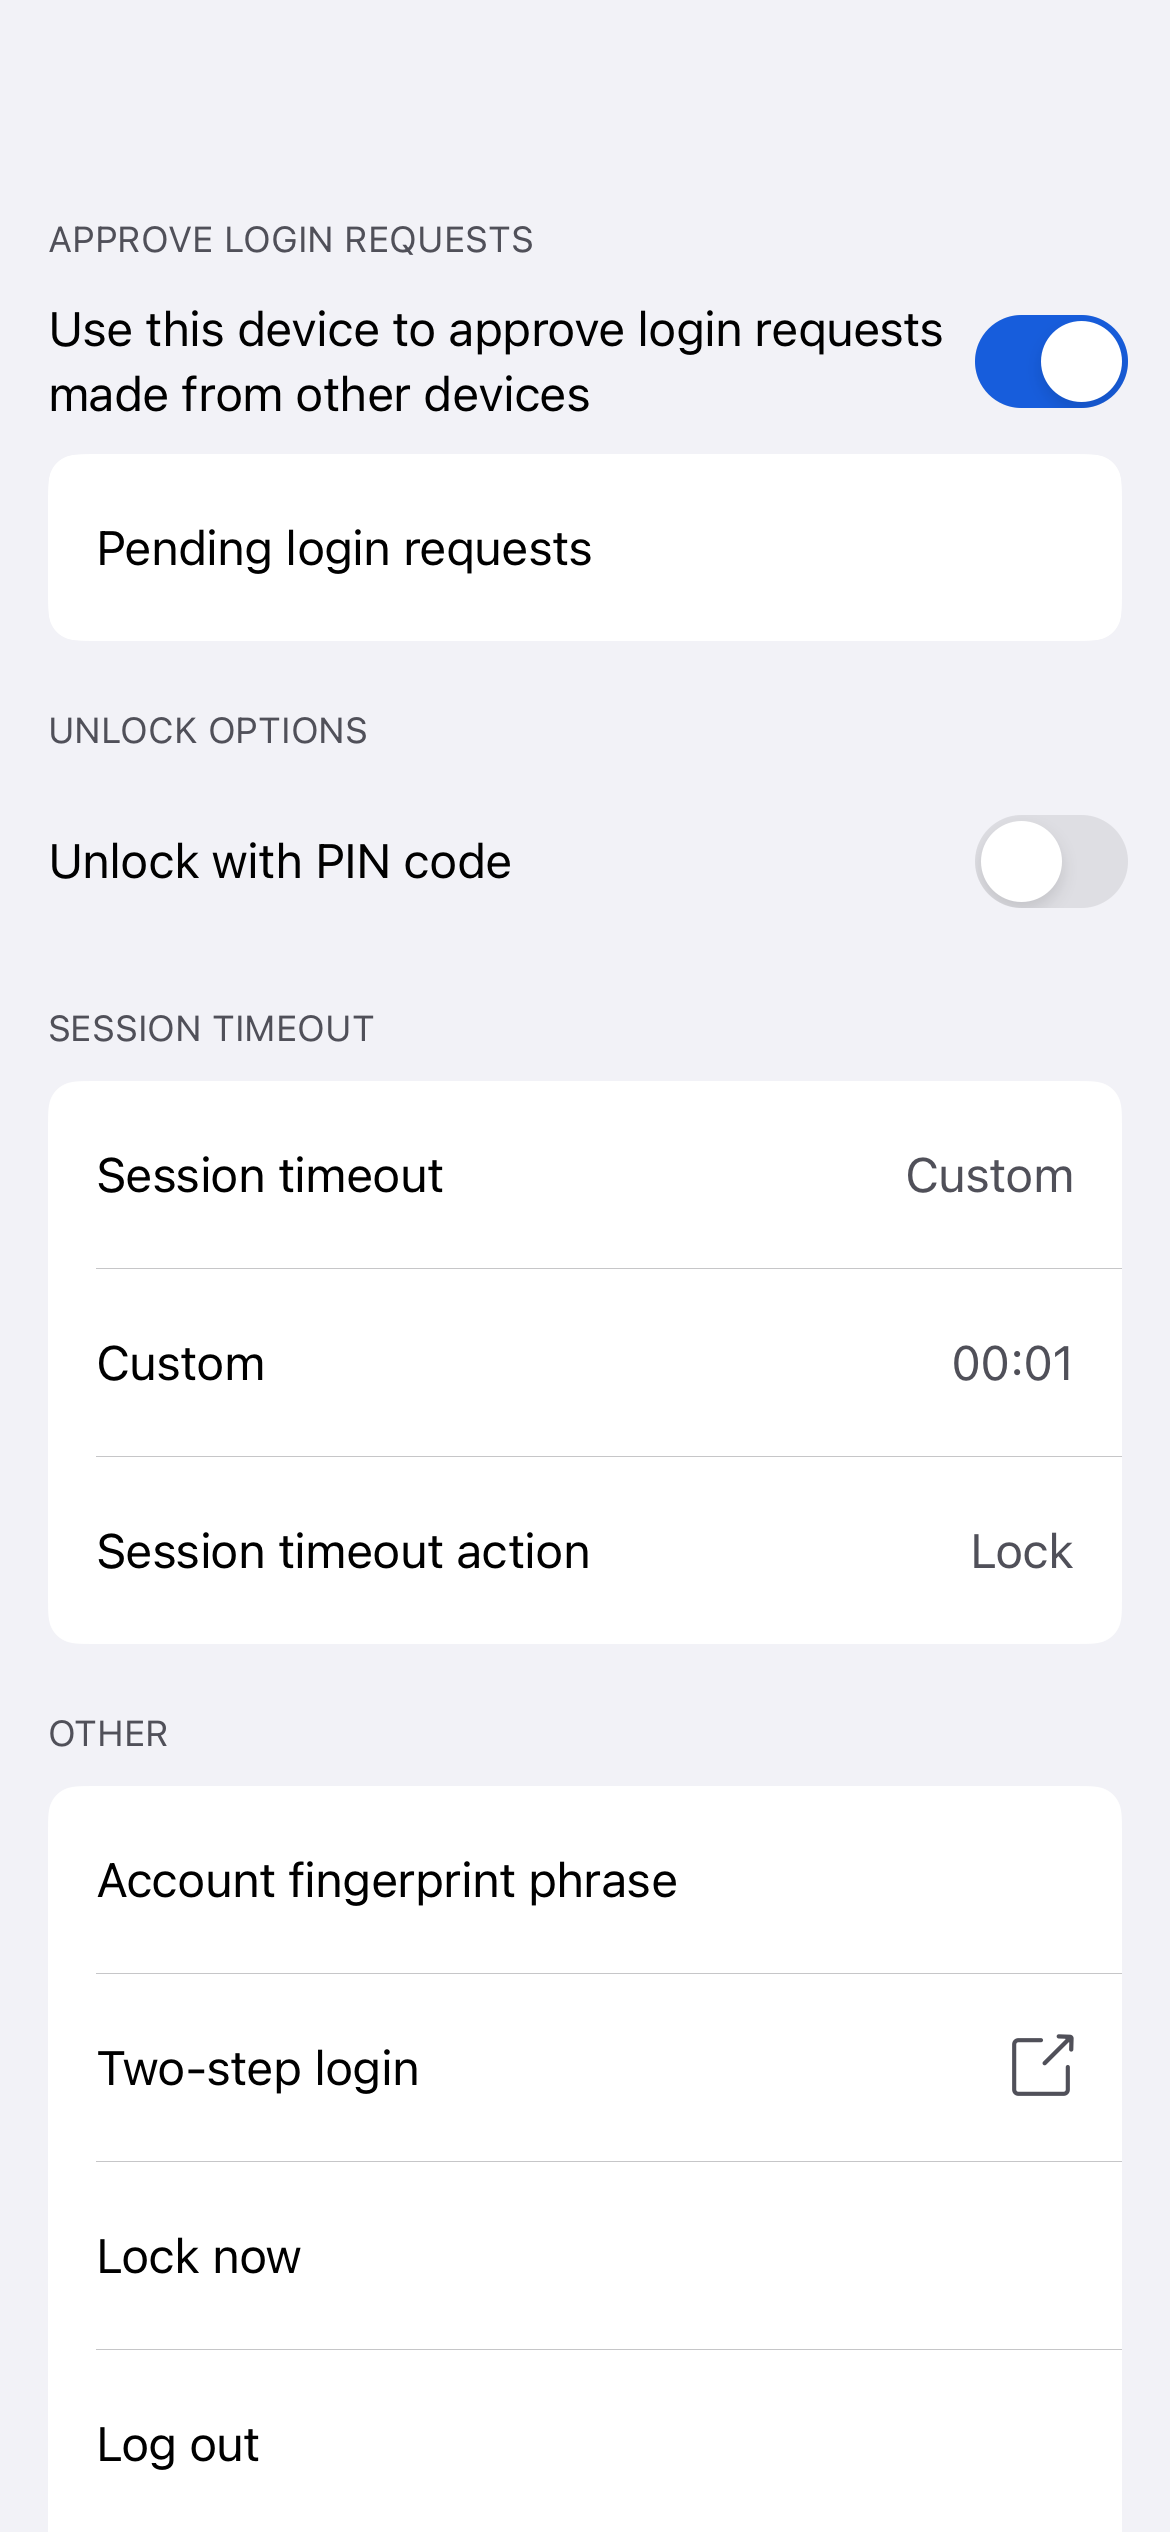 APPROVE LOGIN REQUESTS
Use this device to approve login requests
made from other devices
Pending login requests
UNLOCK OPTIONS
Unlock with PIN code
SESSION TIMEOUT
Session timeout Custom
Custom 00:01
Session timeout action Lock
OTHER
Account fingerprint phrase
Two-step login
Lock now
Log out